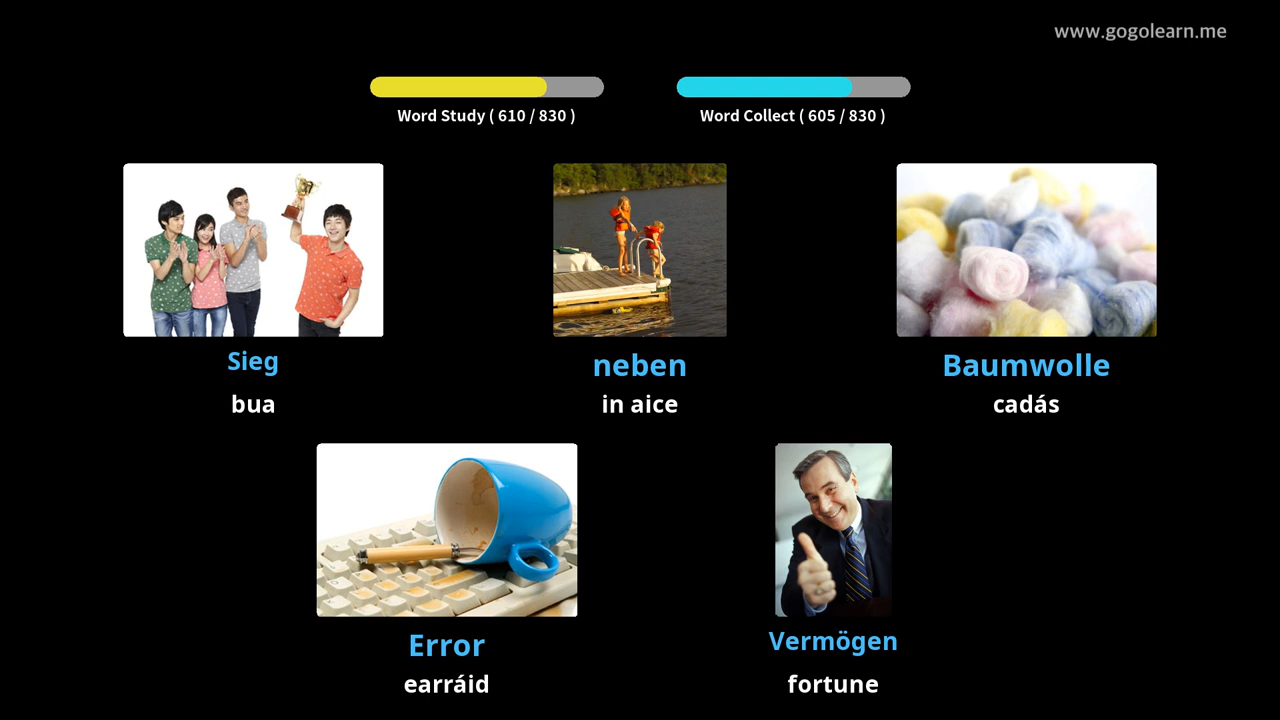 www.gogolearn.me
Word Study ( 610 / 830 )
Word Collect ( 605 / 830 )
Sieg
bua
neben
in aice
Baumwolle
cadás
Error
earráid
Vermögen
fortune